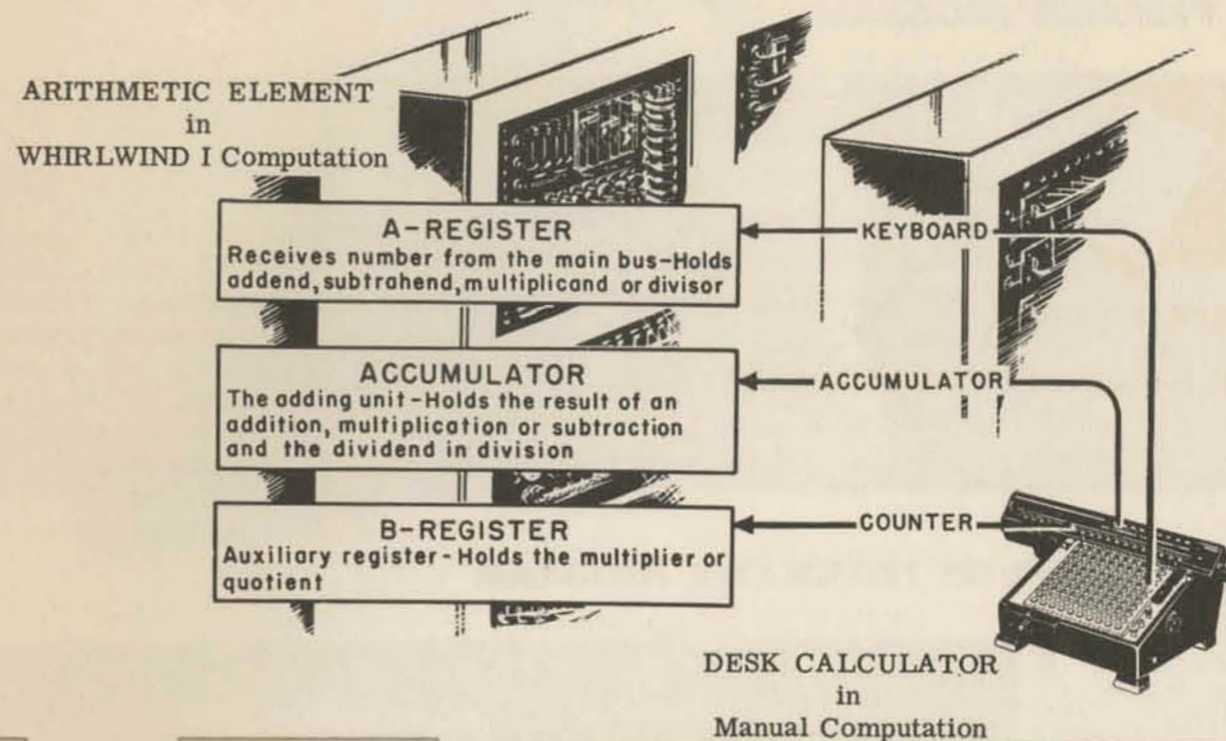 ARITHMETIC ELEMENT
in
WHIRLWIND I Computation
A-REGISTER
Receives number from the main bus-Holds
addend, subtrahend, multiplicand or divisor
KEYBOARD
ACCUMULATOR
The adding unit-Holds the result of an
addition, multiplication or subtraction
and the dividend in division
ACCUMULATOR
B-REGISTER
Auxiliary register-Holds the multiplier or
quotient
COUNTER
DESK CALCULATOR
in
Manual Computation